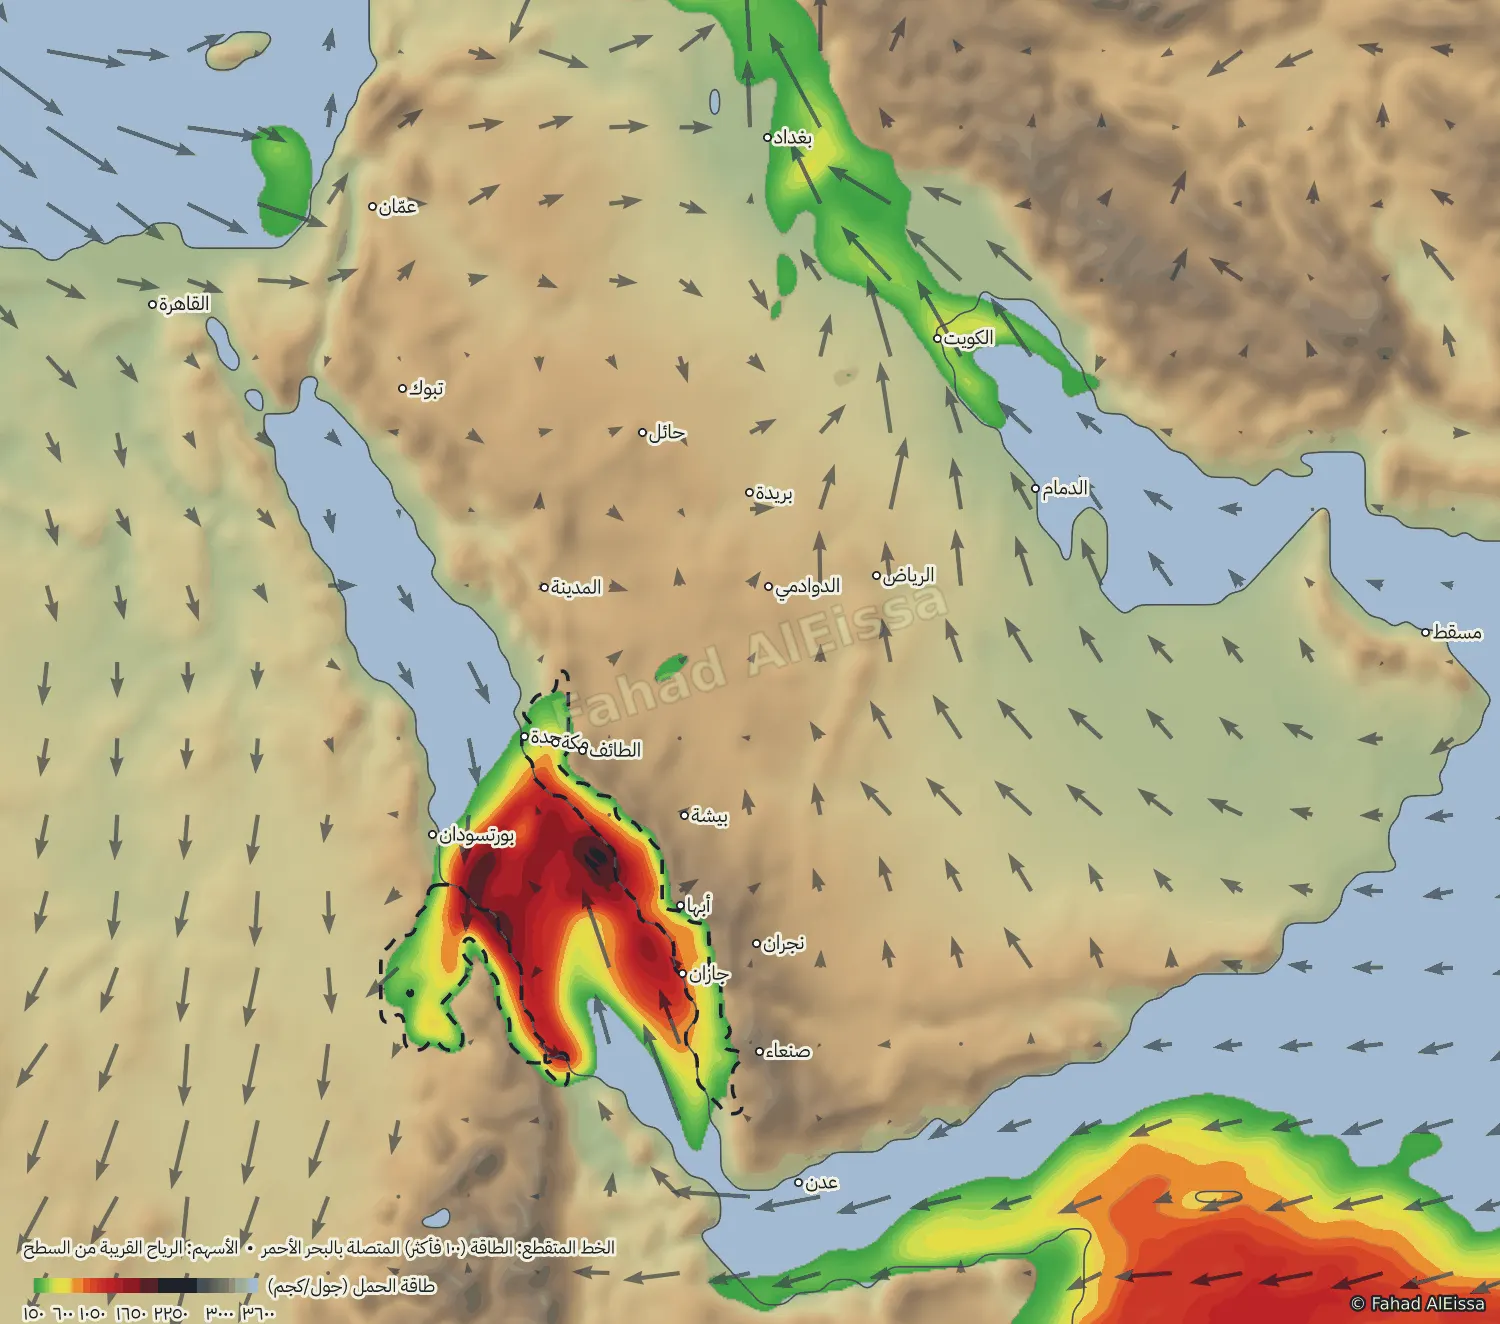 بغداد
عمّان
القاهرة
الكويت
تبوك
حائل
الدمام
بريدة
الرياض
الدوادمي
المدينة
مسقط
Fahad AlEissa
جدة
مكة
الطائف
بيشة
بورتسودان
أبها
نجران
جازان
صنعاء
عدن
الخط المتقطع: الطاقة (١٠٠ فأكثر) المتصلة بالبحر الأحمر • الأسهم: الرياح القريبة من السطح
طاقة الحمل (جول/كجم)
١٥٠ ٦٠٠ ١٠٥٠ ١٦٥٠ ٢٢٥٠ ٣٠٠٠ ٣٦٠٠
© Fahad AlEissa